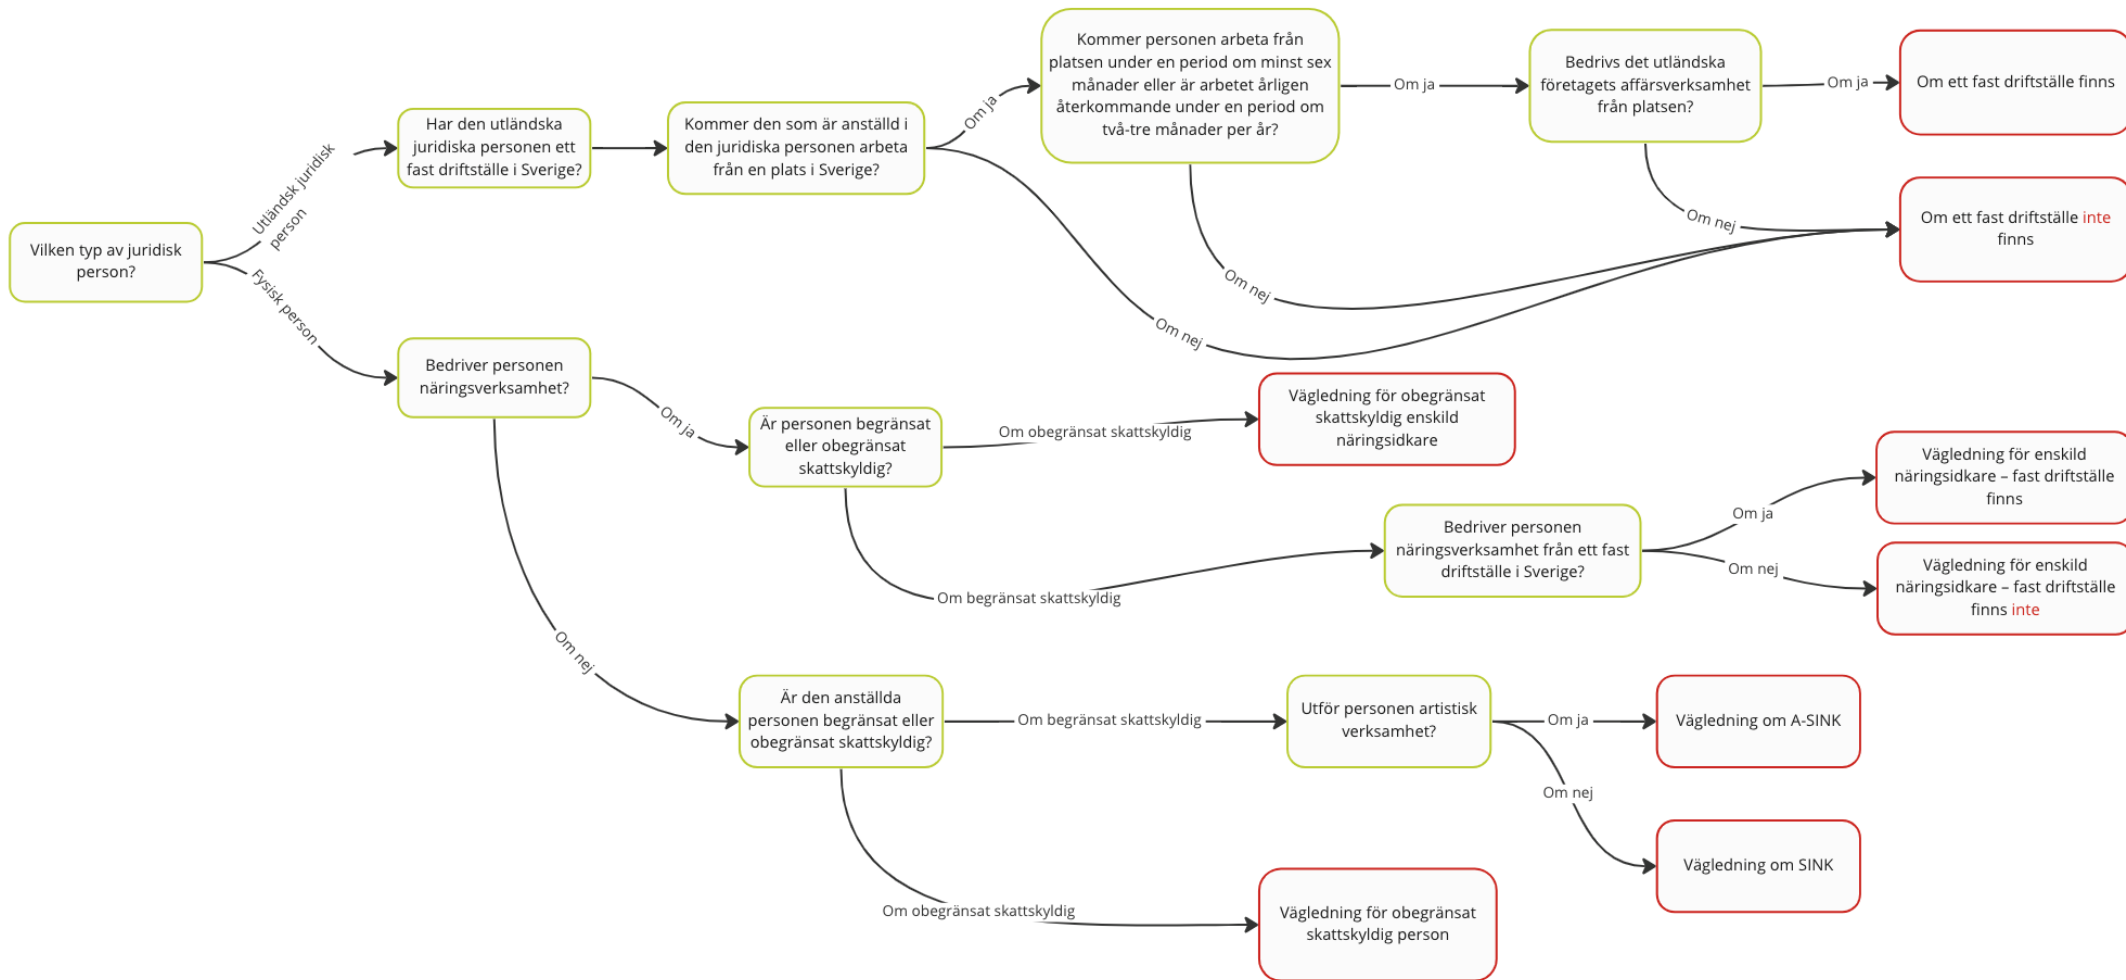 Vilken typ av juridisk
person?
Utländsk juridisk
person
Fysisk person
Har den utländska
juridiska personen ett
fast driftställe i Sverige?
Kommer den som är anställd i
den juridiska personen arbeta
från en plats i Sverige?
Om ja
Om nej
Kommer personen arbeta från
platsen under en period om minst sex
månader eller är arbetet årligen
återkommande under en period om
två-tre månader per år?
Om ja
Om nej
Bedrivs det utländska
företagets affärsverksamhet
från platsen?
Om ja
Om nej
Om ett fast driftställe finns
Om ett fast driftställe inte
finns
Bedriver personen
näringsverksamhet?
Om ja
Om nej
Är personen begränsat
eller obegränsat
skattskyldig?
Om obegränsat skattskyldig
Om begränsat skattskyldig
Vägledning för obegränsat
skattskyldig enskild
näringsidkare
Bedriver personen
näringsverksamhet från ett fast
driftställe i Sverige?
Om ja
Om nej
Vägledning för enskild
näringsidkare – fast driftställe
finns
Vägledning för enskild
näringsidkare – fast driftställe
finns inte
Är den anställda
personen begränsat eller
obegränsat skattskyldig?
Om begränsat skattskyldig
Om obegränsat skattskyldig
Utför personen artistisk
verksamhet?
Om ja
Om nej
Vägledning om A-SINK
Vägledning om SINK
Vägledning för obegränsat
skattskyldig person